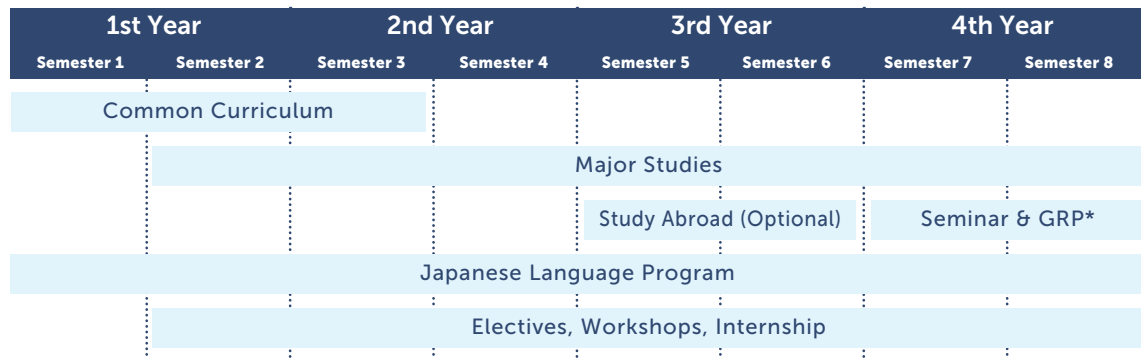 1st Year 2nd Year 3rd Year 4th Year
Semester 1 Semester 2 Semester 3 Semester 4 Semester 5 Semester 6 Semester 7 Semester 8
Common Curriculum
Major Studies
Study Abroad (Optional) Seminar & GRP*
Japanese Language Program
Electives, Workshops, Internship